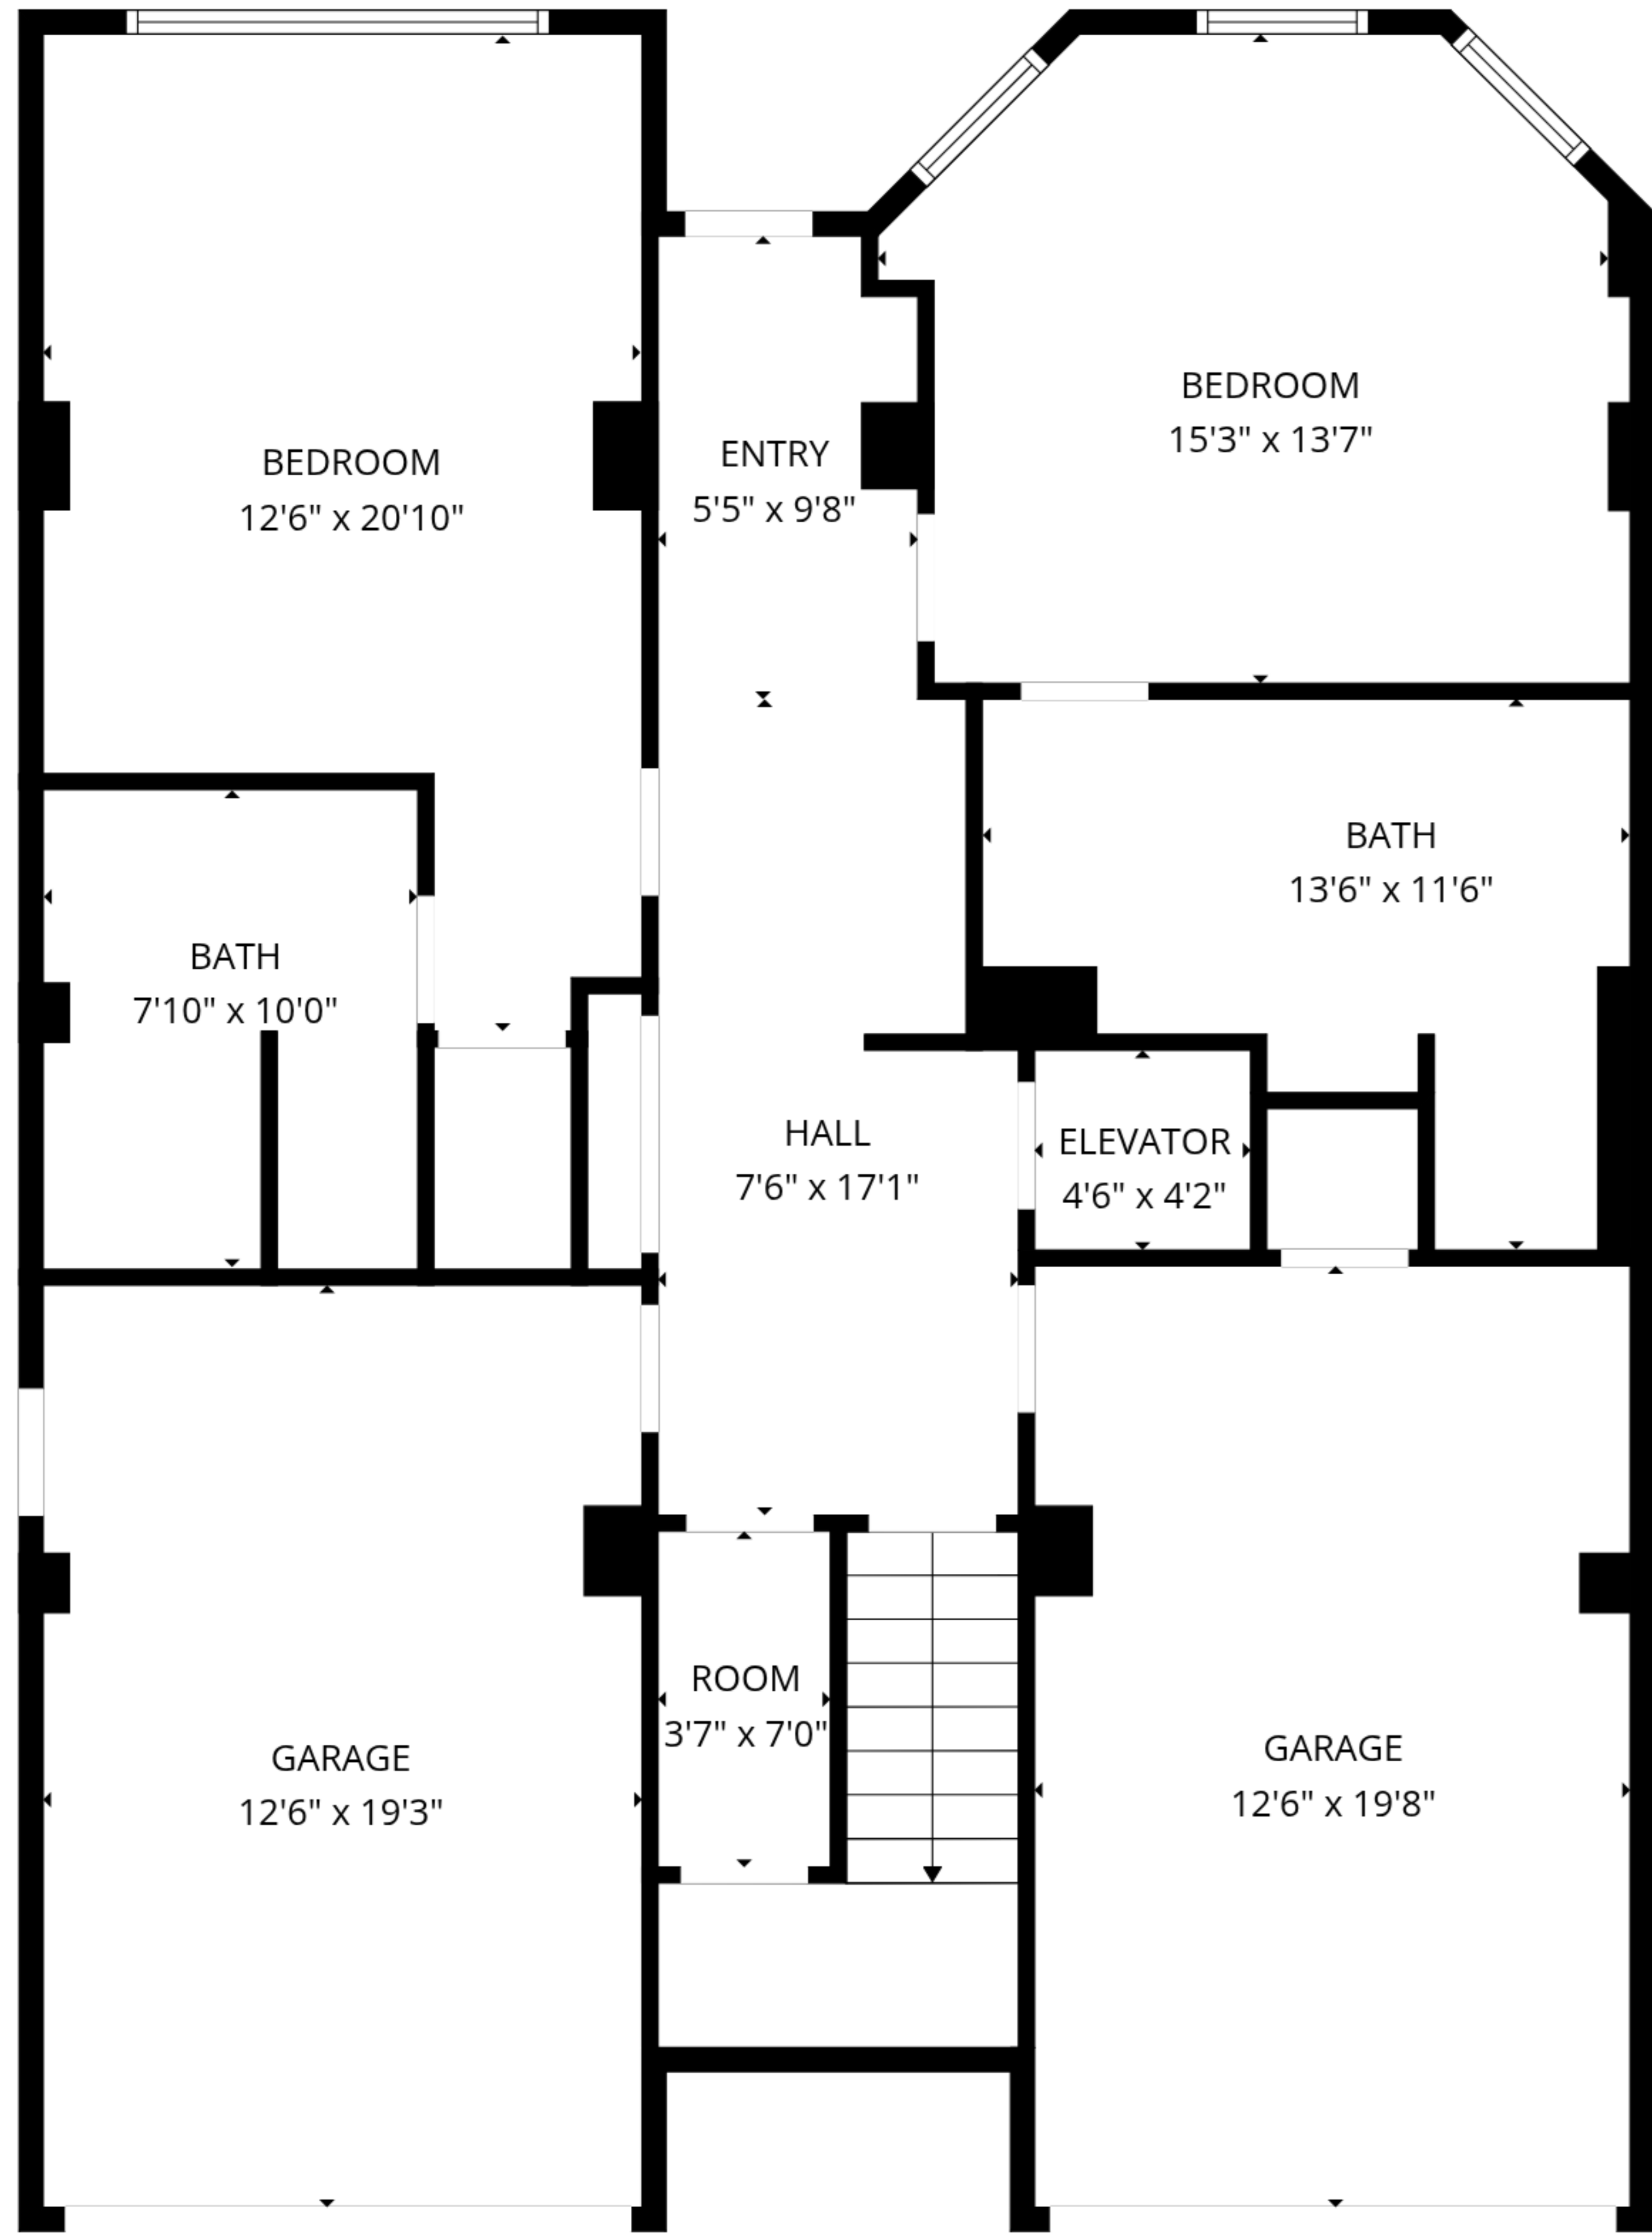 BEDROOM
15'3" x 13'7"
BEDROOM
12'6" x 20'10"
ENTRY
5'5" x 9'8"
BATH
13'6" x 11'6"
BATH
7'10" x 10'0"
HALL
7'6" x 17'1"
ELEVATOR
4'6" x 4'2"
ROOM
3'7" x 7'0"
GARAGE
12'6" x 19'3"
GARAGE
12'6" x 19'8"